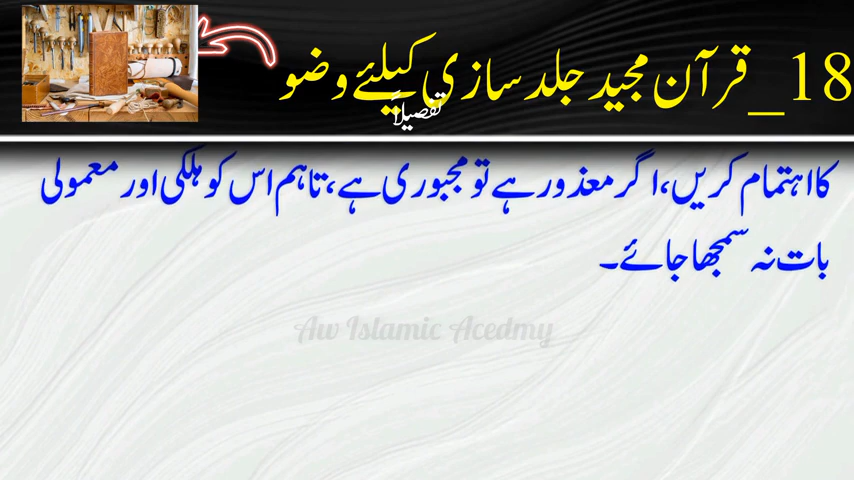 18_قرآن مجید جلد سازی کیلئے وضو
تفصیلاً
کا اہتمام کریں، اگر معذور ہے تو مجبوری ہے، تاہم اس کو ہلکی اور معمولی
بات نہ سمجھا جائے۔
Aw Islamic Acedmy